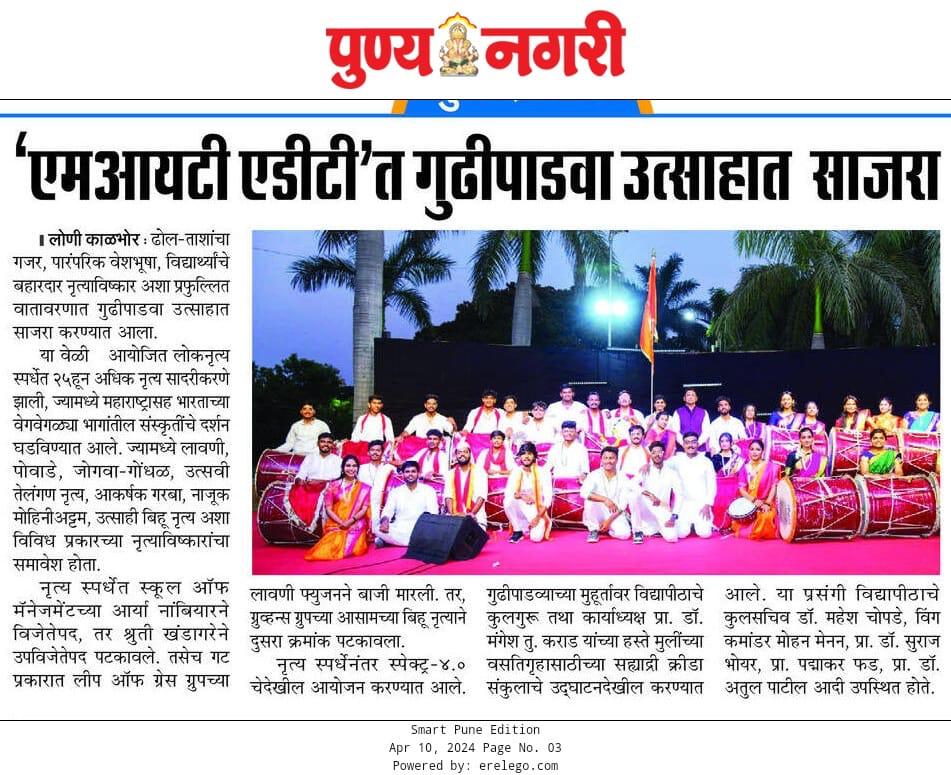 पुण्य नगरी
'एमआयटी एडीटी'त गुढीपाडवा उत्साहात साजरा
लोणी काळभोर : ढोल-ताशांचा
गजर, पारंपरिक वेशभूषा, विद्यार्थ्यांचे
बहारदार नृत्याविष्कार अशा प्रफुल्लित
वातावरणात गुढीपाडवा उत्साहात
साजरा करण्यात आला.
या वेळी आयोजित लोकनृत्य
स्पर्धेत २५हून अधिक नृत्य सादरीकरणे
झाली, ज्यामध्ये महाराष्ट्रासह भारताच्या
वेगवेगळ्या भागांतील संस्कृतींचे दर्शन
घडविण्यात आले. ज्यामध्ये लावणी,
पोवाडे, जोगवा-गोंधळ, उत्सवी
तेलंगण नृत्य, आकर्षक गरबा, नाजूक
मोहिनीअट्टम, उत्साही बिहू नृत्य अशा
विविध प्रकारच्या नृत्याविष्कारांचा
समावेश होता.
नृत्य स्पर्धेत स्कूल ऑफ
मॅनेजमेंटच्या आर्या नांबियारने
विजेतेपद, तर श्रुती खंडागरेने
उपविजेतेपद पटकावले. तसेच गट
प्रकारात लीप ऑफ ग्रेस ग्रुपच्या
लावणी फ्युजनने बाजी मारली. तर,
ग्रुव्हन्स ग्रुपच्या आसामच्या बिहू नृत्याने
दुसरा क्रमांक पटकावला.
नृत्य स्पर्धेनंतर स्पेक्ट्र-४.०
चेदेखील आयोजन करण्यात आले.
गुढीपाडव्याच्या मुहूर्तावर विद्यापीठाचे
कुलगुरू तथा कार्याध्यक्ष प्रा. डॉ.
मंगेश तु. कराड यांच्या हस्ते मुलींच्या
वसतिगृहासाठीच्या सह्याद्री क्रीडा
संकुलाचे उद्घाटनदेखील करण्यात
आले. या प्रसंगी विद्यापीठाचे
कुलसचिव डॉ. महेश चोपडे, विंग
कमांडर मोहन मेनन, प्रा. डॉ. सुराज
भोयर, प्रा. पद्माकर फड, प्रा. डॉ.
अतुल पाटील आदी उपस्थित होते.
Smart Pune Edition
Apr 10, 2024 Page No. 03
Powered by: erelego.com